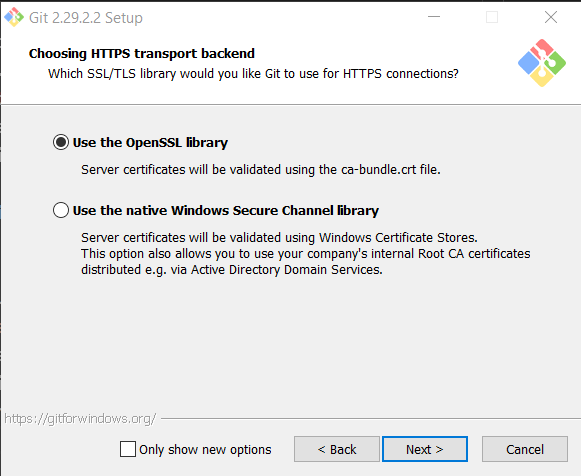 Git 2.29.2.2 Setup
Choosing HTTPS transport backend
Which SSL/TLS library would you like Git to use for HTTPS connections?
Use the OpenSSL library
Server certificates will be validated using the ca-bundle.crt file.
Use the native Windows Secure Channel library
Server certificates will be validated using Windows Certificate Stores.
This option also allows you to use your company's internal Root CA certificates
distributed e.g. via Active Directory Domain Services.
https://gitforwindows.org/
Only show new options
< Back
Next >
Cancel